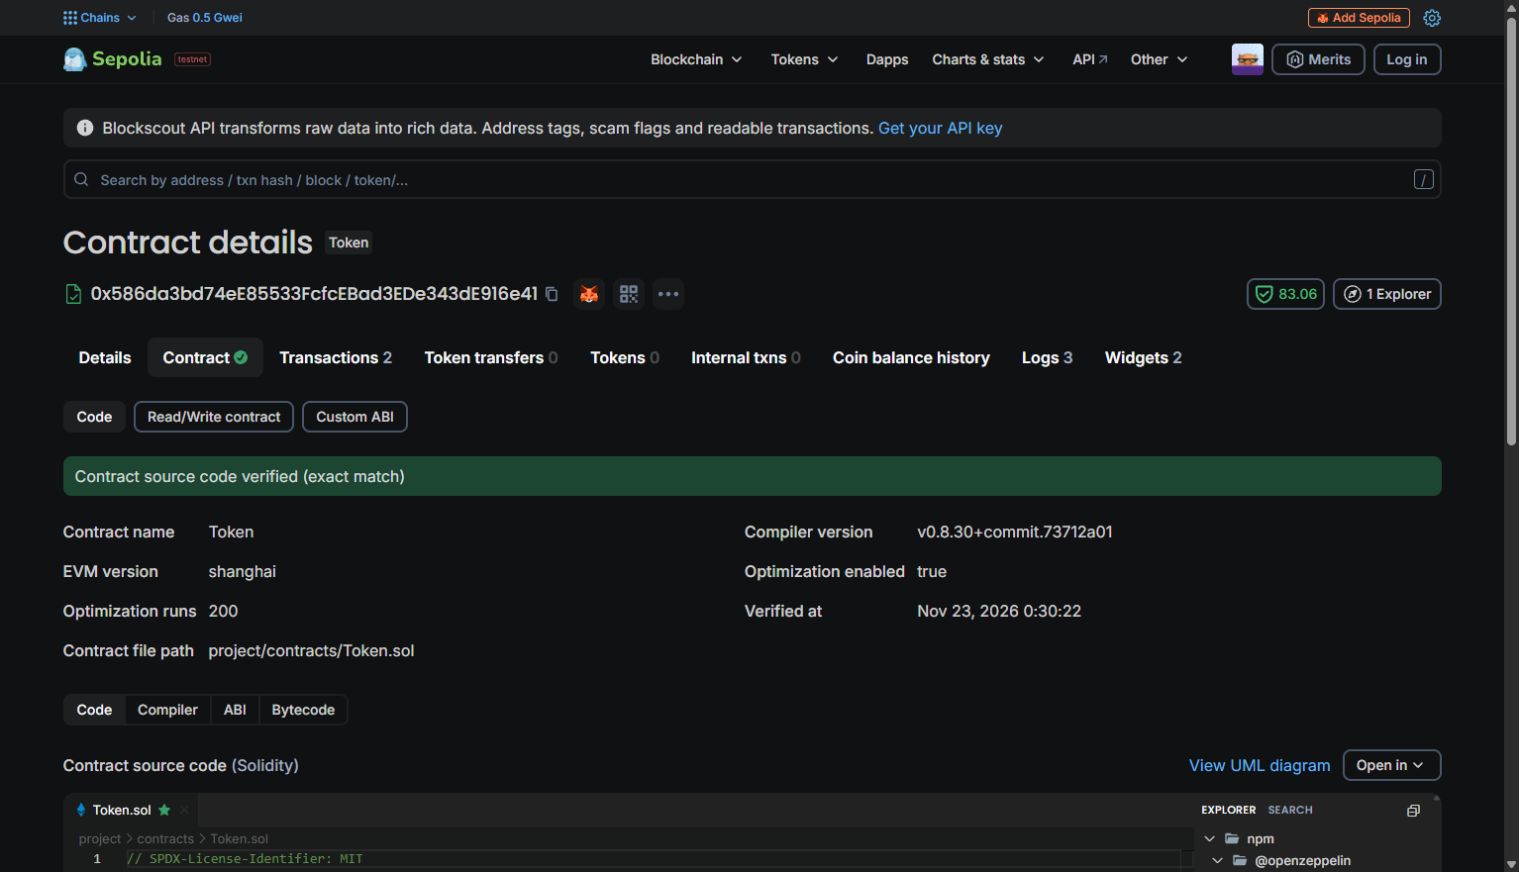 Chains Gas 0.5 Gwei Add Sepolia
Sepolia testnet Blockchain Tokens Dapps Charts & stats API Other Merits Log in
Blockscout API transforms raw data into rich data. Address tags, scam flags and readable transactions. Get your API key
Search by address / txn hash / block / token/... /
Contract details Token
0x586da3bd74eE85533FcfcEBad3EDe343dE916e41 83.06 1 Explorer
Details Contract Transactions 2 Token transfers 0 Tokens 0 Internal txns 0 Coin balance history Logs 3 Widgets 2
Code Read/Write contract Custom ABI
Contract source code verified (exact match)
Contract name Token Compiler version v0.8.30+commit.73712a01
EVM version shanghai Optimization enabled true
Optimization runs 200 Verified at Nov 23, 2026 0:30:22
Contract file path project/contracts/Token.sol
Code Compiler ABI Bytecode
Contract source code (Solidity) View UML diagram Open in
Token.sol EXPLORER SEARCH
project > contracts > Token.sol npm
1 // SPDX-License-Identifier: MIT @openzeppelin